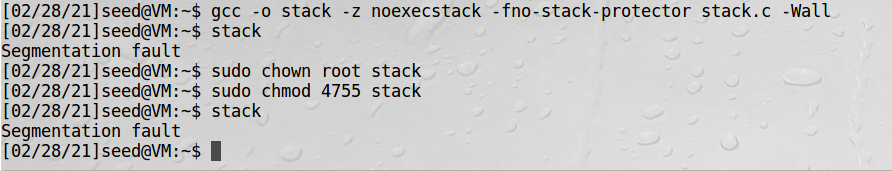 [02/28/21]seed@VM:~$ gcc -o stack -z noexecstack -fno-stack-protector stack.c -Wall
[02/28/21]seed@VM:~$ stack
Segmentation fault
[02/28/21]seed@VM:~$ sudo chown root stack
[02/28/21]seed@VM:~$ sudo chmod 4755 stack
[02/28/21]seed@VM:~$ stack
Segmentation fault
[02/28/21]seed@VM:~$